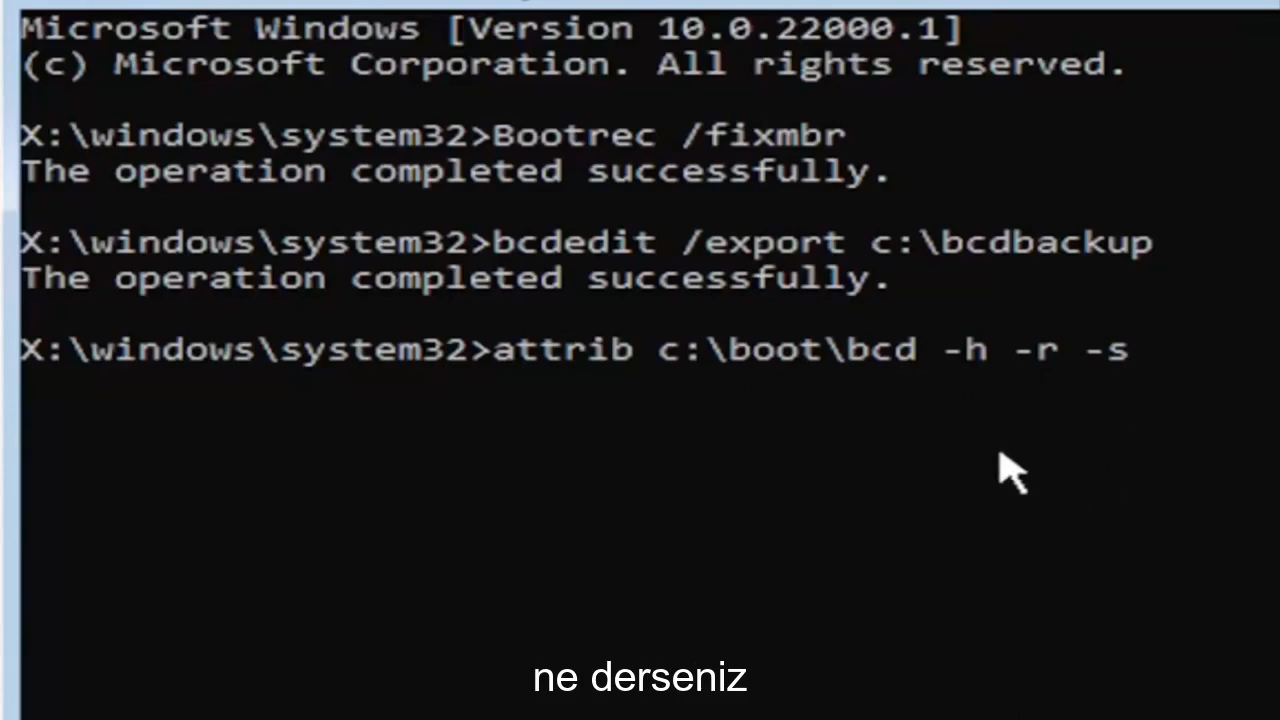 Microsoft Windows [Version 10.0.22000.1]
(c) Microsoft Corporation. All rights reserved.
X:\windows\system32>Bootrec /fixmbr
The operation completed successfully.
X:\windows\system32>bcdedit /export c:\bcdbackup
The operation completed successfully.
X:\windows\system32>attrib c:\boot\bcd -h -r -s
ne derseniz